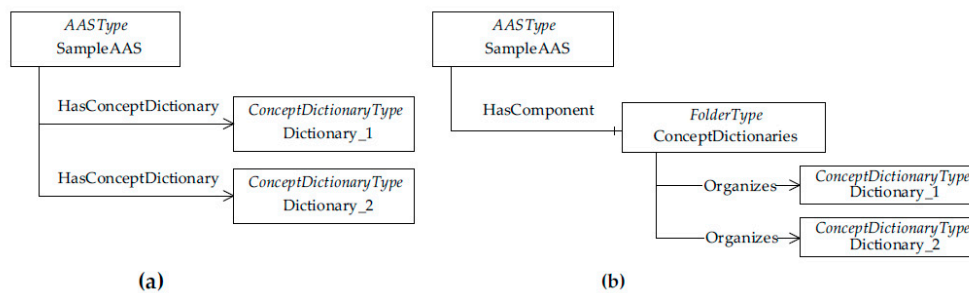 AASType
SampleAAS
HasConceptDictionary
ConceptDictionaryType
Dictionary_1
HasConceptDictionary
ConceptDictionaryType
Dictionary_2
(a)
AASType
SampleAAS
HasComponent
FolderType
ConceptDictionaries
Organizes
ConceptDictionaryType
Dictionary_1
Organizes
ConceptDictionaryType
Dictionary_2
(b)